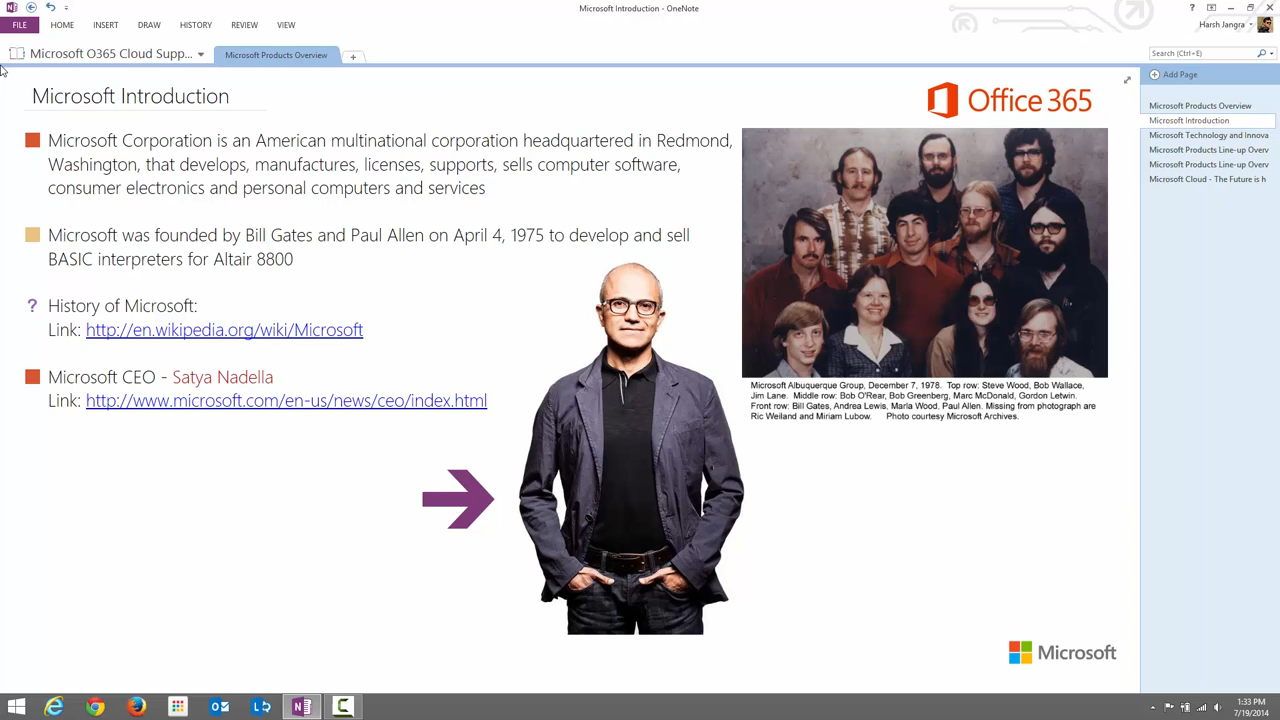 Microsoft Introduction - OneNote
FILE
HOME
INSERT
DRAW
HISTORY
REVIEW
VIEW
Harsh Jangra
Microsoft O365 Cloud Supp...
Microsoft Products Overview
Search (Ctrl+E)
Add Page
Microsoft Products Overview
Microsoft Introduction
Microsoft Technology and Innova
Microsoft Products Line-up Overv
Microsoft Products Line-up Overv
Microsoft Cloud - The Future is h
Microsoft Introduction
Office 365
Microsoft Corporation is an American multinational corporation headquartered in Redmond,
Washington, that develops, manufactures, licenses, supports, sells computer software,
consumer electronics and personal computers and services
Microsoft was founded by Bill Gates and Paul Allen on April 4, 1975 to develop and sell
BASIC interpreters for Altair 8800
? History of Microsoft:
Link: http://en.wikipedia.org/wiki/Microsoft
Microsoft CEO - Satya Nadella
Link: http://www.microsoft.com/en-us/news/ceo/index.html
Microsoft Albuquerque Group, December 7, 1978. Top row: Steve Wood, Bob Wallace,
Jim Lane. Middle row: Bob O'Rear, Bob Greenberg, Marc McDonald, Gordon Letwin.
Front row: Bill Gates, Andrea Lewis, Marla Wood, Paul Allen. Missing from photograph are
Ric Weiland and Miriam Lubow. Photo courtesy Microsoft Archives.
Microsoft
1:33 PM
7/19/2014